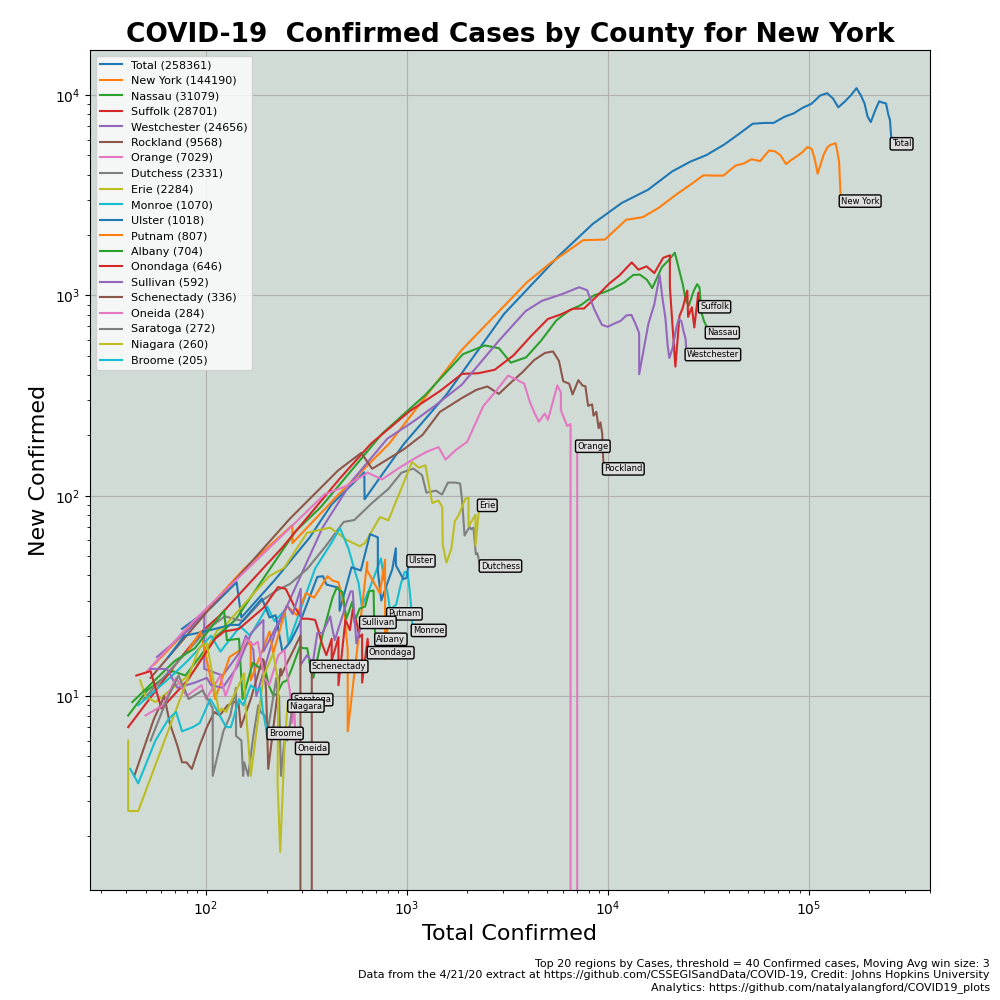 COVID-19  Confirmed Cases by County for New York
Total (258361)
New York (144190)
Nassau (31079)
Suffolk (28701)
Westchester (24656)
Rockland (9568)
Orange (7029)
Dutchess (2331)
Erie (2284)
Monroe (1070)
Ulster (1018)
Putnam (807)
Albany (704)
Onondaga (646)
Sullivan (592)
Schenectady (336)
Oneida (284)
Saratoga (272)
Niagara (260)
Broome (205)
10⁴
10³
10²
10¹
New Confirmed
Total
New York
Suffolk
Nassau
Westchester
Orange
Rockland
Erie
Ulster
Dutchess
Putnam
Sullivan
Monroe
Albany
Onondaga
Schenectady
Saratoga
Niagara
Broome
Oneida
10² 10³ 10⁴ 10⁵
Total Confirmed
Top 20 regions by Cases, threshold = 40 Confirmed cases, Moving Avg win size: 3
Data from the 4/21/20 extract at https://github.com/CSSEGISandData/COVID-19, Credit: Johns Hopkins University
Analytics: https://github.com/natalyalangford/COVID19_plots